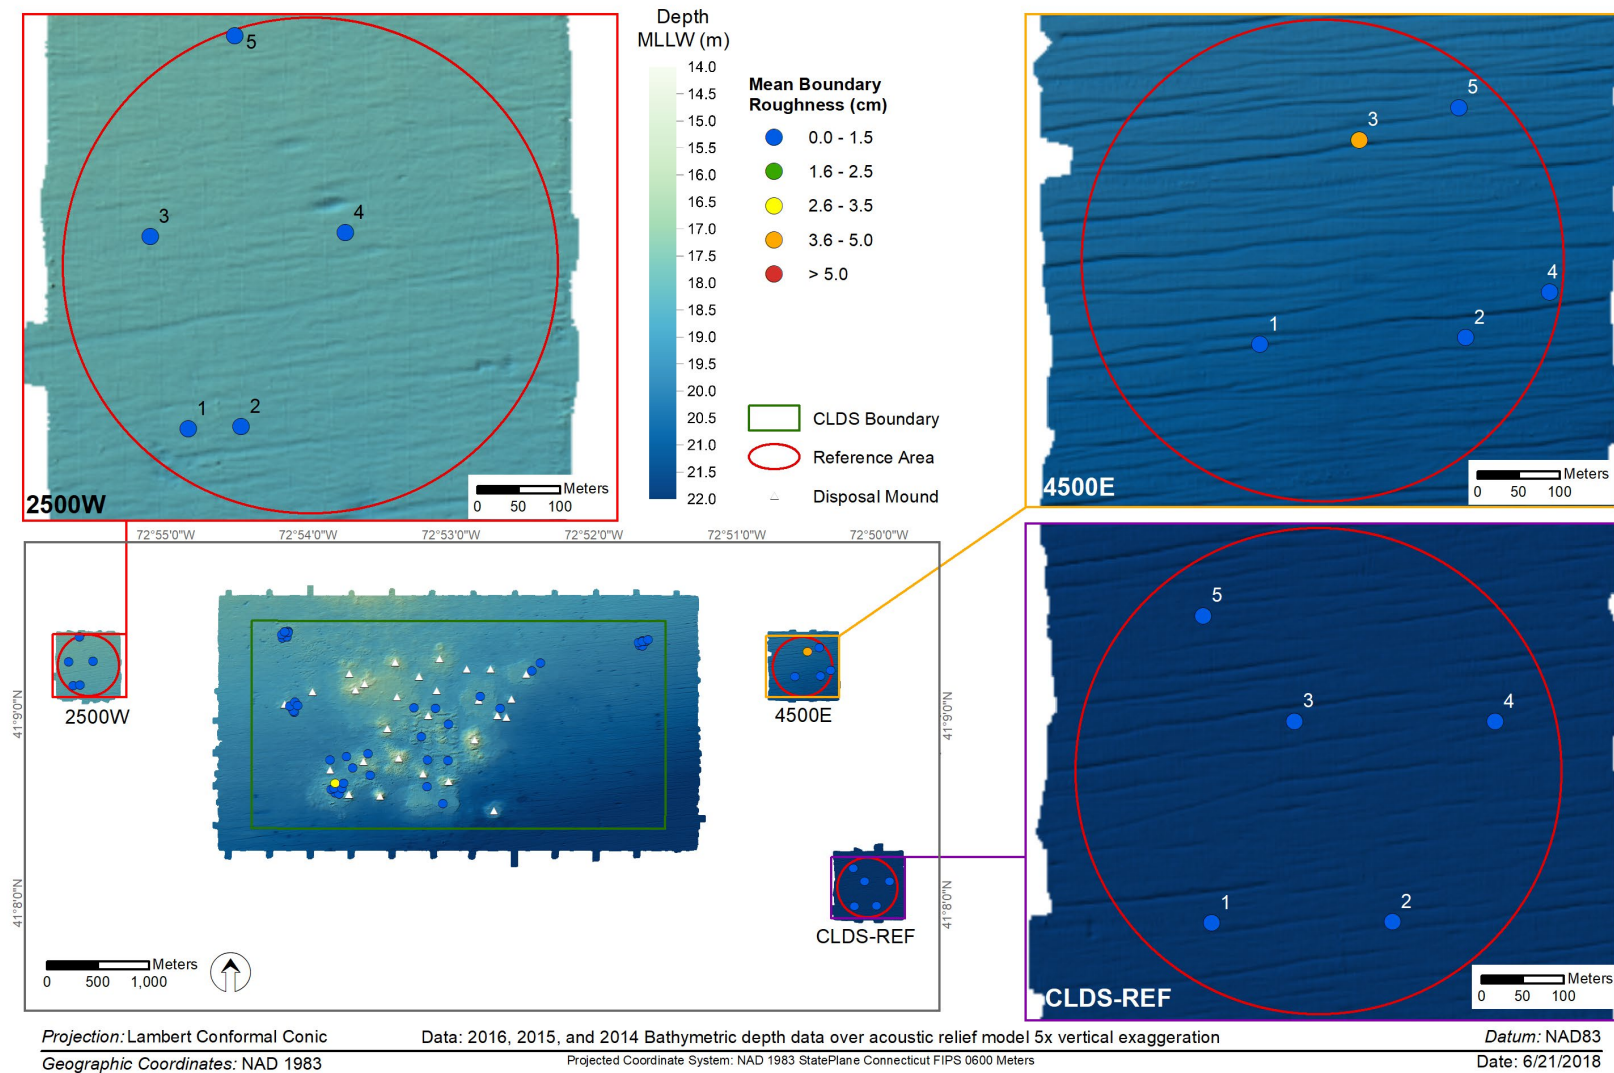 5
3
4
1
2
2500W
Meters
0 50 100
Depth
MLLW (m)
14.0
14.5
15.0
15.5
16.0
16.5
17.0
17.5
18.0
18.5
19.0
19.5
20.0
20.5
21.0
21.5
22.0
Mean Boundary
Roughness (cm)
0.0 - 1.5
1.6 - 2.5
2.6 - 3.5
3.6 - 5.0
> 5.0
CLDS Boundary
Reference Area
Disposal Mound
5
3
4
1
2
4500E
Meters
0 50 100
72°55'0"W 72°54'0"W 72°53'0"W 72°52'0"W 72°51'0"W 72°50'0"W
41°9'0"N
41°9'0"N
41°8'0"N
41°8'0"N
2500W
4500E
CLDS-REF
Meters
0 500 1,000
5
3
4
1
2
CLDS-REF
Meters
0 50 100
Projection: Lambert Conformal Conic
Data: 2016, 2015, and 2014 Bathymetric depth data over acoustic relief model 5x vertical exaggeration
Datum: NAD83
Geographic Coordinates: NAD 1983
Projected Coordinate System: NAD 1983 StatePlane Connecticut FIPS 0600 Meters
Date: 6/21/2018